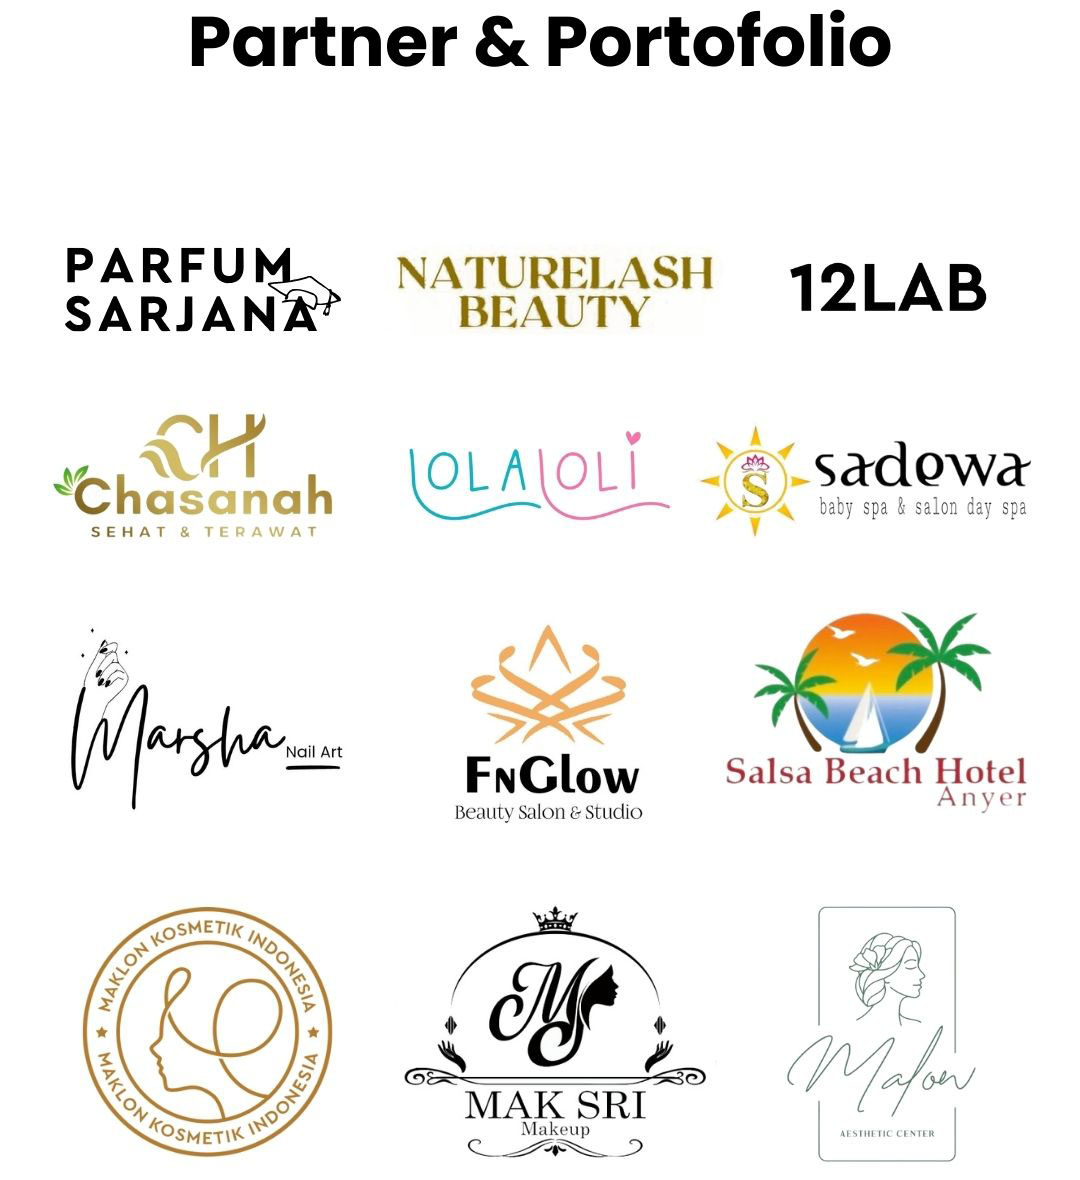 Partner & Portofolio
PARFUM
SARJANA
NATURELASH
BEAUTY
12LAB
CH
Chasanah
SEHAT & TERAWAT
LOLALOLI
S
sadewa
baby spa & salon day spa
Marsha
Nail Art
FNGlow
Beauty Salon & Studio
Salsa Beach Hotel
Anyer
MAKLON KOSMETIK INDONESIA
MAKLON KOSMETIK INDONESIA
MS
MAK SRI
Makeup
Malow
AESTHETIC CENTER